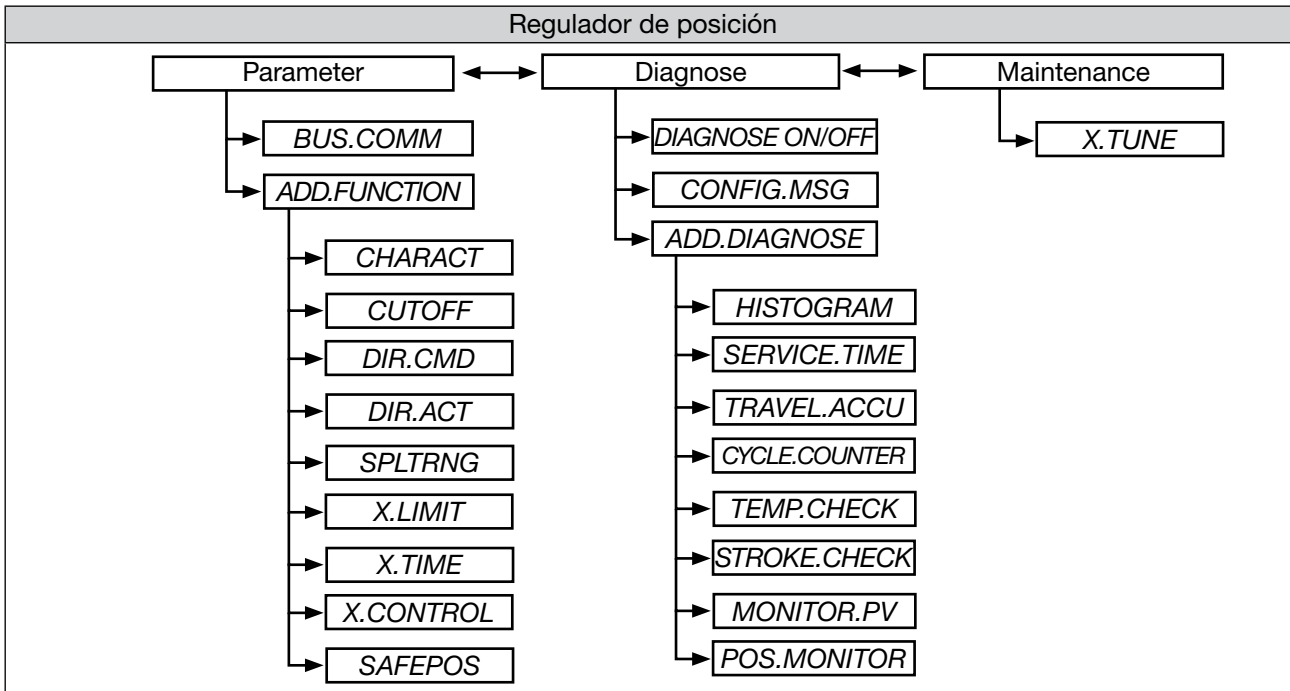 Regulador de posición
Parameter
Diagnose
Maintenance
BUS.COMM
ADD.FUNCTION
CHARACT
CUTOFF
DIR.CMD
DIR.ACT
SPLTRNG
X.LIMIT
X.TIME
X.CONTROL
SAFEPOS
DIAGNOSE ON/OFF
CONFIG.MSG
ADD.DIAGNOSE
HISTOGRAM
SERVICE.TIME
TRAVEL.ACCU
CYCLE.COUNTER
TEMP.CHECK
STROKE.CHECK
MONITOR.PV
POS.MONITOR
X.TUNE